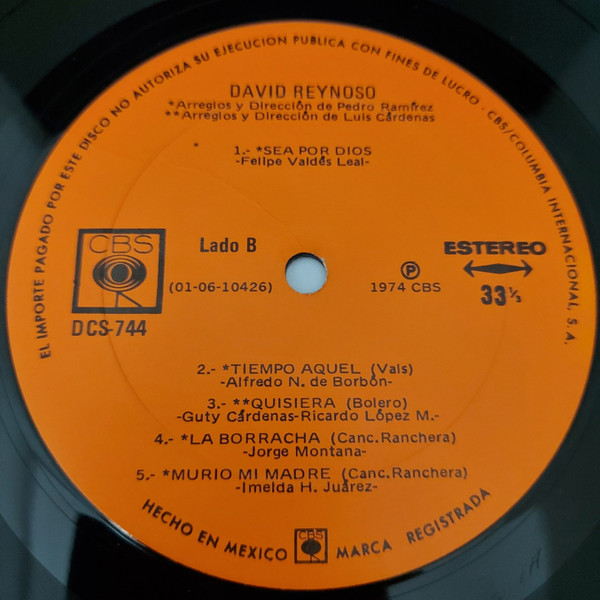 EL IMPORTE PAGADO POR ESTE DISCO NO AUTORIZA SU EJECUCION PUBLICA CON FINES DE LUCRO - CBS/COLUMBIA INTERNACIONAL, S.A.
DAVID REYNOSO
*Arreglos y Dirección de Pedro Ramírez
**Arreglos y Dirección de Luis Cárdenas
1.- *SEA POR DIOS
-Felipe Valdés Leal-
CBS
Lado B
ESTEREO
(01-06-10426)
P
1974 CBS
33 ⅓
DCS-744
2.- *TIEMPO AQUEL (Vals)
-Alfredo N. de Borbón-
3.- **QUISIERA (Bolero)
-Guty Cárdenas-Ricardo López M.-
4.- *LA BORRACHA (Canc.Ranchera)
-Jorge Montana-
5.- *MURIO MI MADRE (Canc.Ranchera)
-Imelda H. Juárez-
HECHO EN MEXICO CBS MARCA REGISTRADA